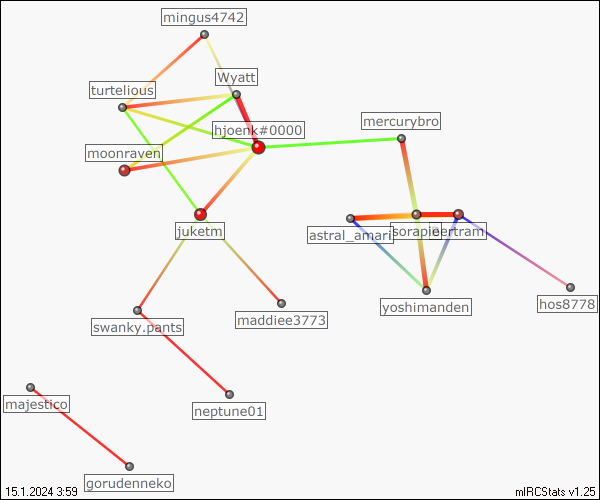 mingus4742
Wyatt
turtelious
mercurybro
hjoenk#0000
moonraven
juketm
astral_amari
sorapie
bertram
yoshimanden
hos8778
maddiee3773
swanky.pants
majestico
neptune01
gorudenneko
15.1.2024 3:59
mIRCStats v1.25